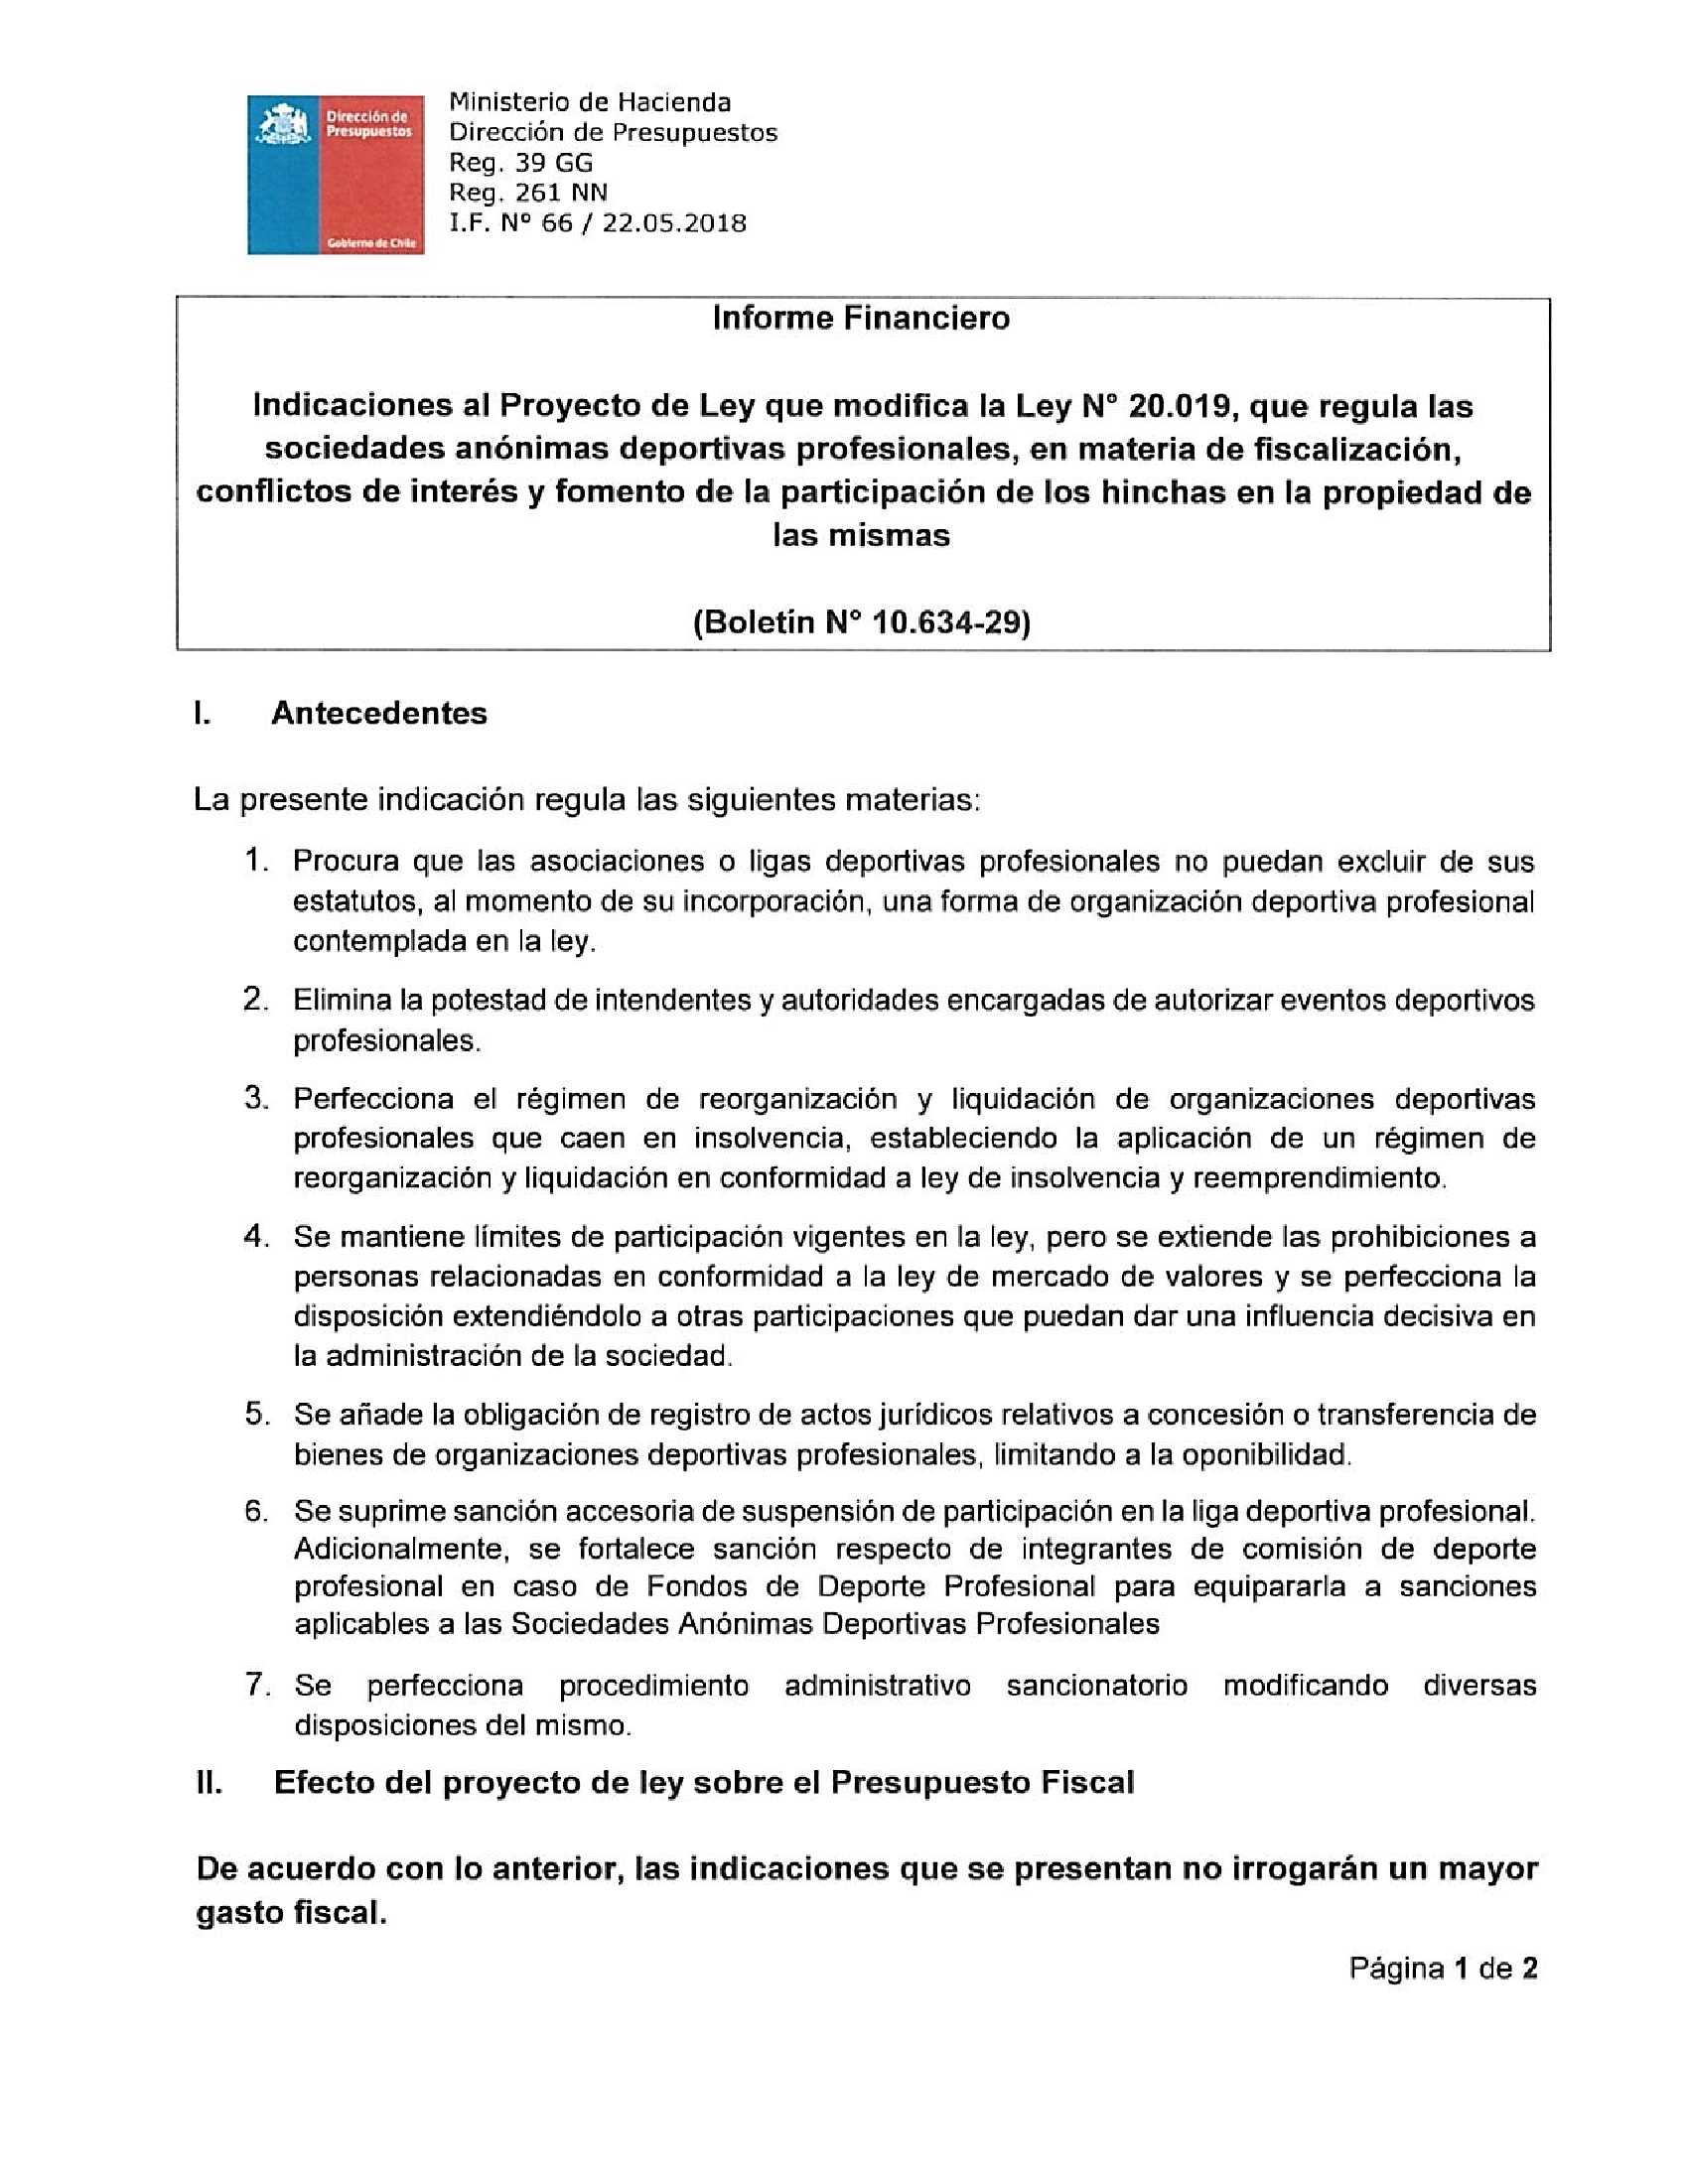 Dirección de
Presupuestos
Gobierno de Chile
Ministerio de Hacienda
Dirección de Presupuestos
Reg. 39 GG
Reg. 261 NN
I.F. Nº 66 / 22.05.2018
Informe Financiero
Indicaciones al Proyecto de Ley que modifica la Ley N° 20.019, que regula las
sociedades anónimas deportivas profesionales, en materia de fiscalización,
conflictos de interés y fomento de la participación de los hinchas en la propiedad de
las mismas
(Boletín N° 10.634-29)
I. Antecedentes
La presente indicación regula las siguientes materias:
1. Procura que las asociaciones o ligas deportivas profesionales no puedan excluir de sus
estatutos, al momento de su incorporación, una forma de organización deportiva profesional
contemplada en la ley.
2. Elimina la potestad de intendentes y autoridades encargadas de autorizar eventos deportivos
profesionales.
3. Perfecciona el régimen de reorganización y liquidación de organizaciones deportivas
profesionales que caen en insolvencia, estableciendo la aplicación de un régimen de
reorganización y liquidación en conformidad a ley de insolvencia y reemprendimiento.
4. Se mantiene límites de participación vigentes en la ley, pero se extiende las prohibiciones a
personas relacionadas en conformidad a la ley de mercado de valores y se perfecciona la
disposición extendiéndolo a otras participaciones que puedan dar una influencia decisiva en
la administración de la sociedad.
5. Se añade la obligación de registro de actos jurídicos relativos a concesión o transferencia de
bienes de organizaciones deportivas profesionales, limitando a la oponibilidad.
6. Se suprime sanción accesoria de suspensión de participación en la liga deportiva profesional.
Adicionalmente, se fortalece sanción respecto de integrantes de comisión de deporte
profesional en caso de Fondos de Deporte Profesional para equipararla a sanciones
aplicables a las Sociedades Anónimas Deportivas Profesionales
7. Se perfecciona procedimiento administrativo sancionatorio modificando diversas
disposiciones del mismo.
II. Efecto del proyecto de ley sobre el Presupuesto Fiscal
De acuerdo con lo anterior, las indicaciones que se presentan no irrogarán un mayor
gasto fiscal.
Página 1 de 2